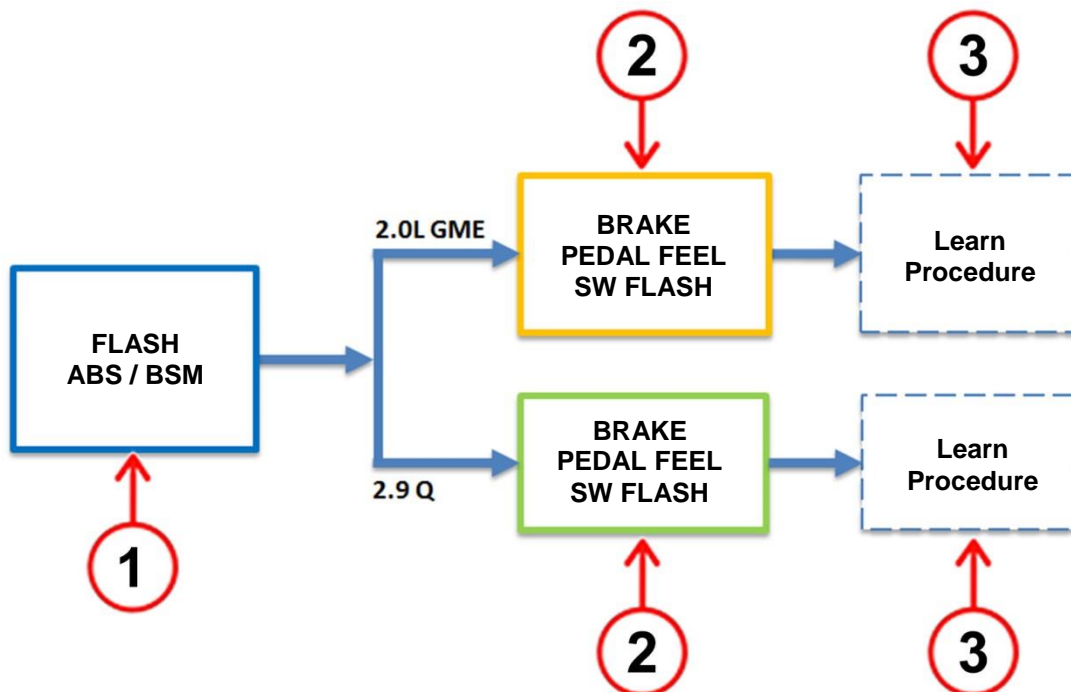 2
3
2.0L GME
BRAKE
PEDAL FEEL
SW FLASH
Learn
Procedure
FLASH
ABS / BSM
BRAKE
PEDAL FEEL
SW FLASH
Learn
Procedure
2.9 Q
1
2
3